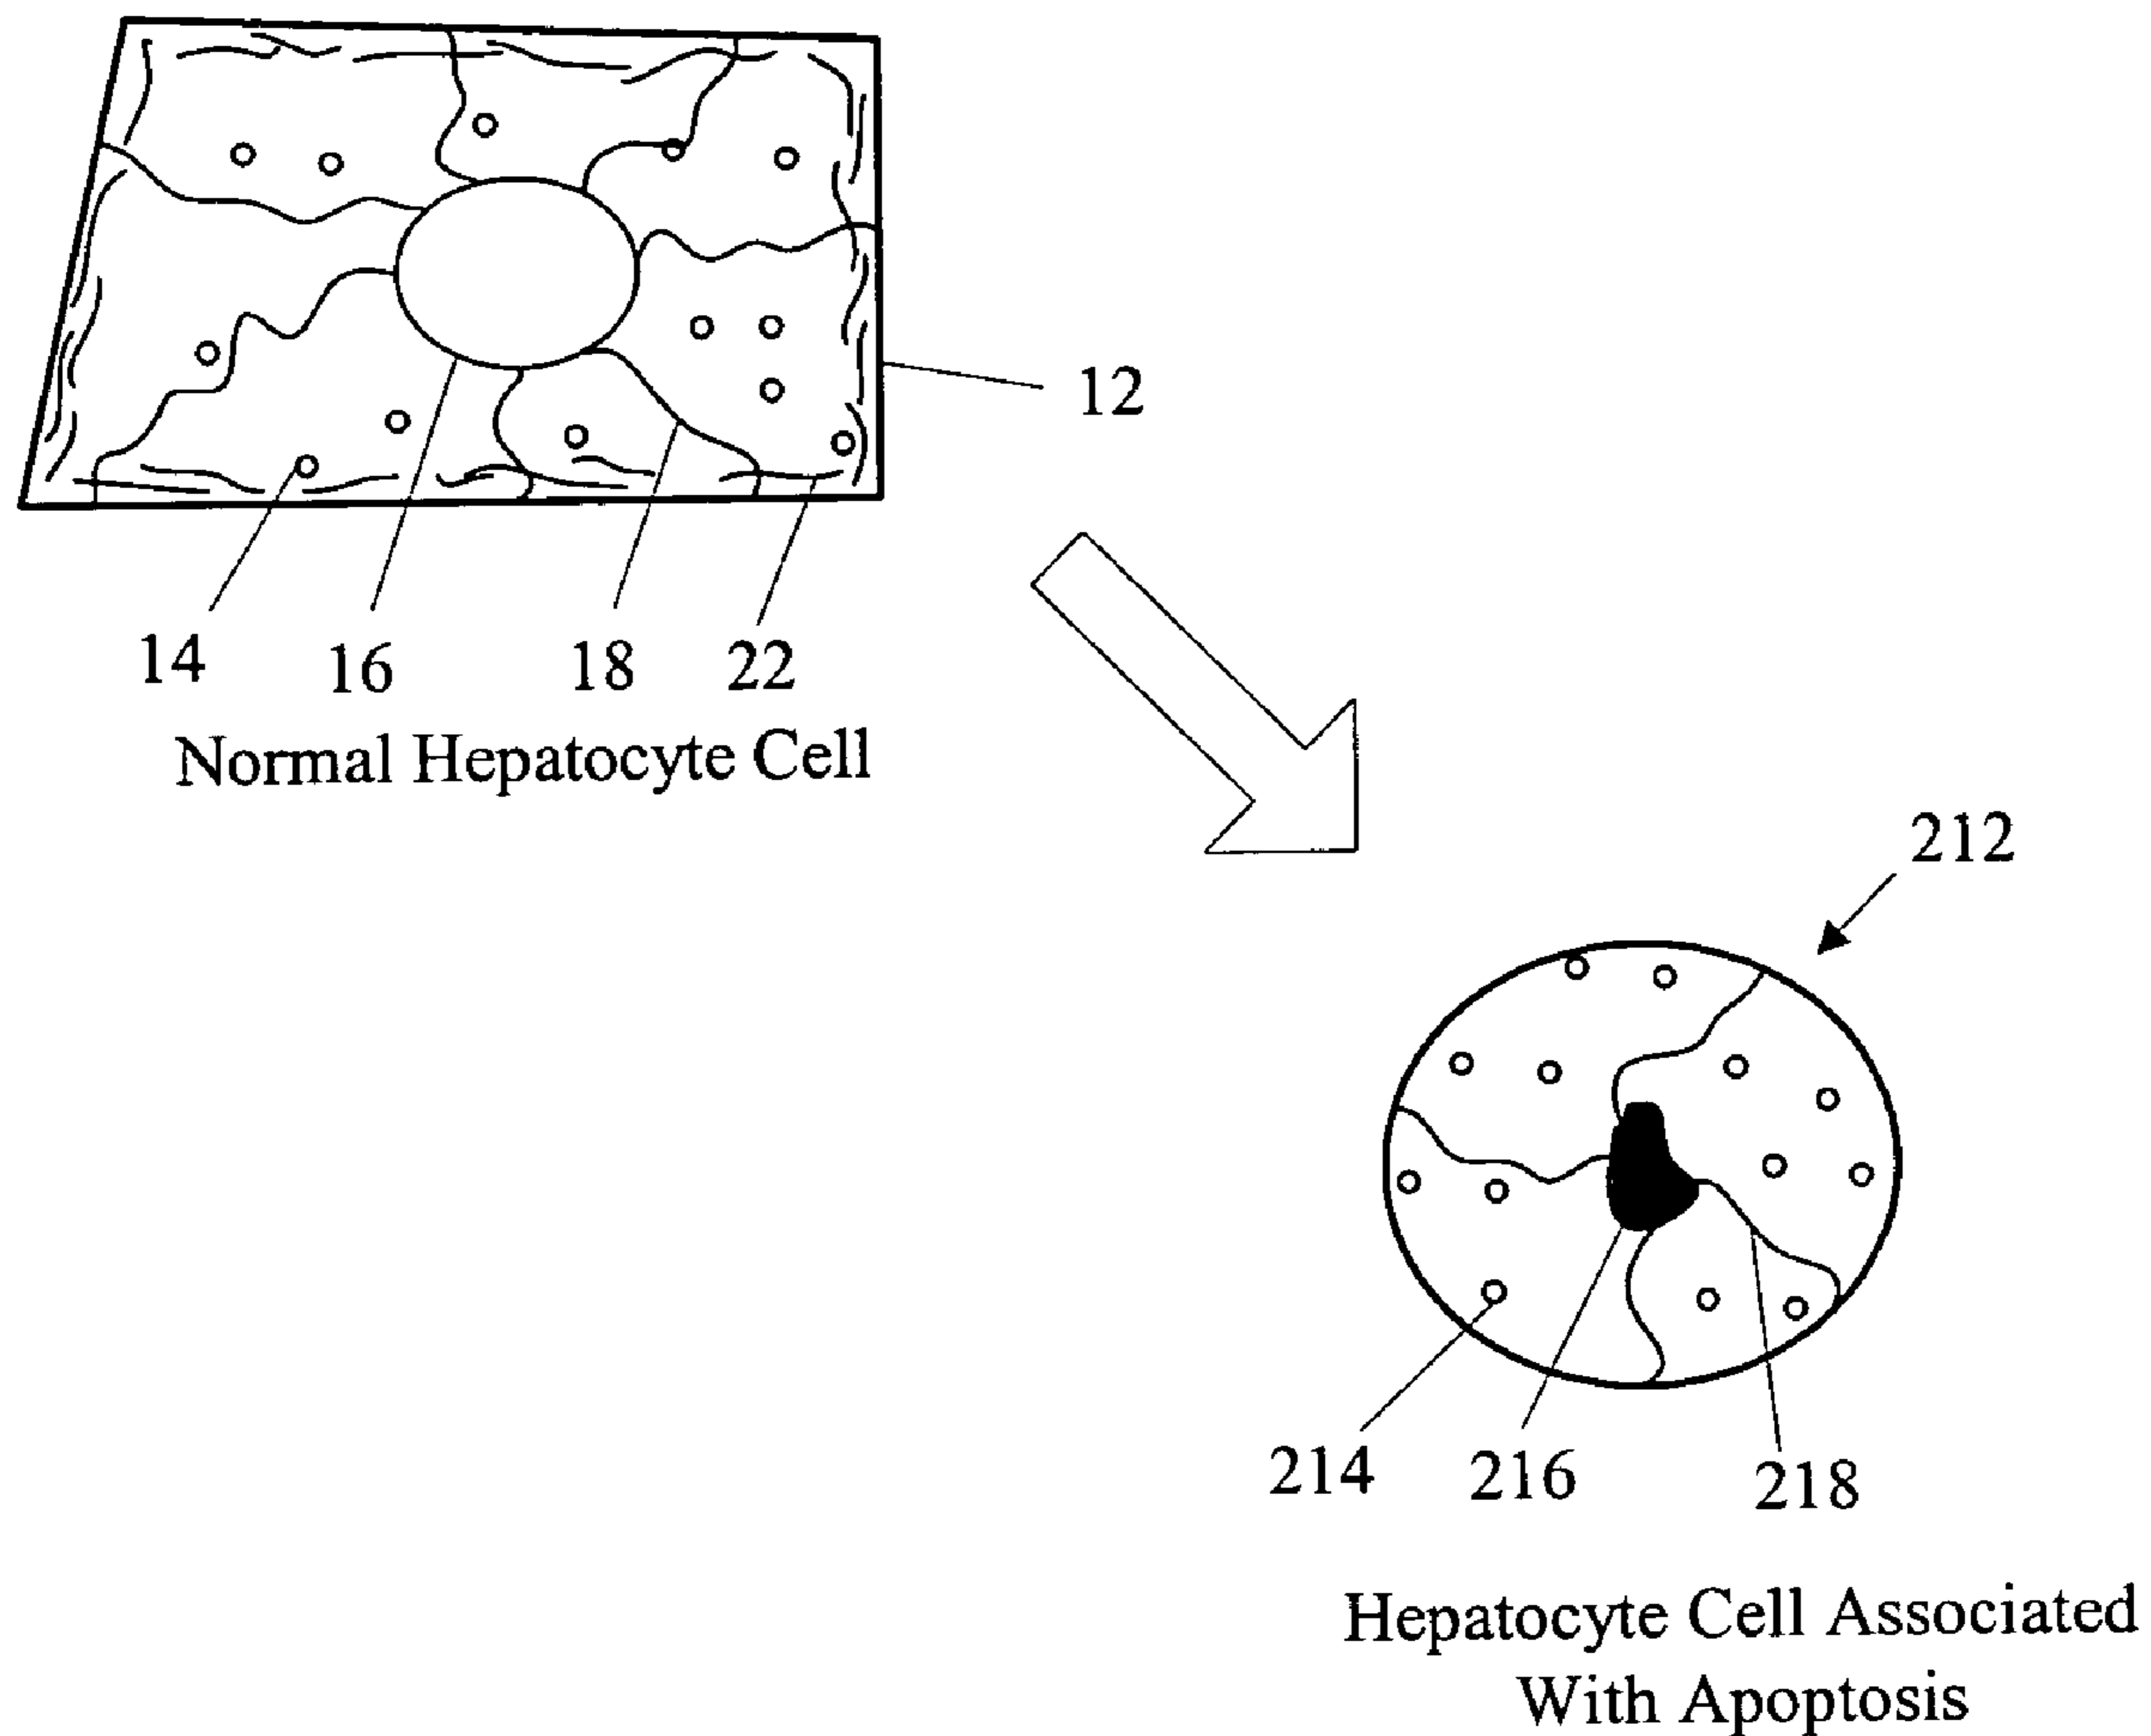 12
14 16 18 22
Normal Hepatocyte Cell
212
214 216 218
Hepatocyte Cell Associated
With Apoptosis